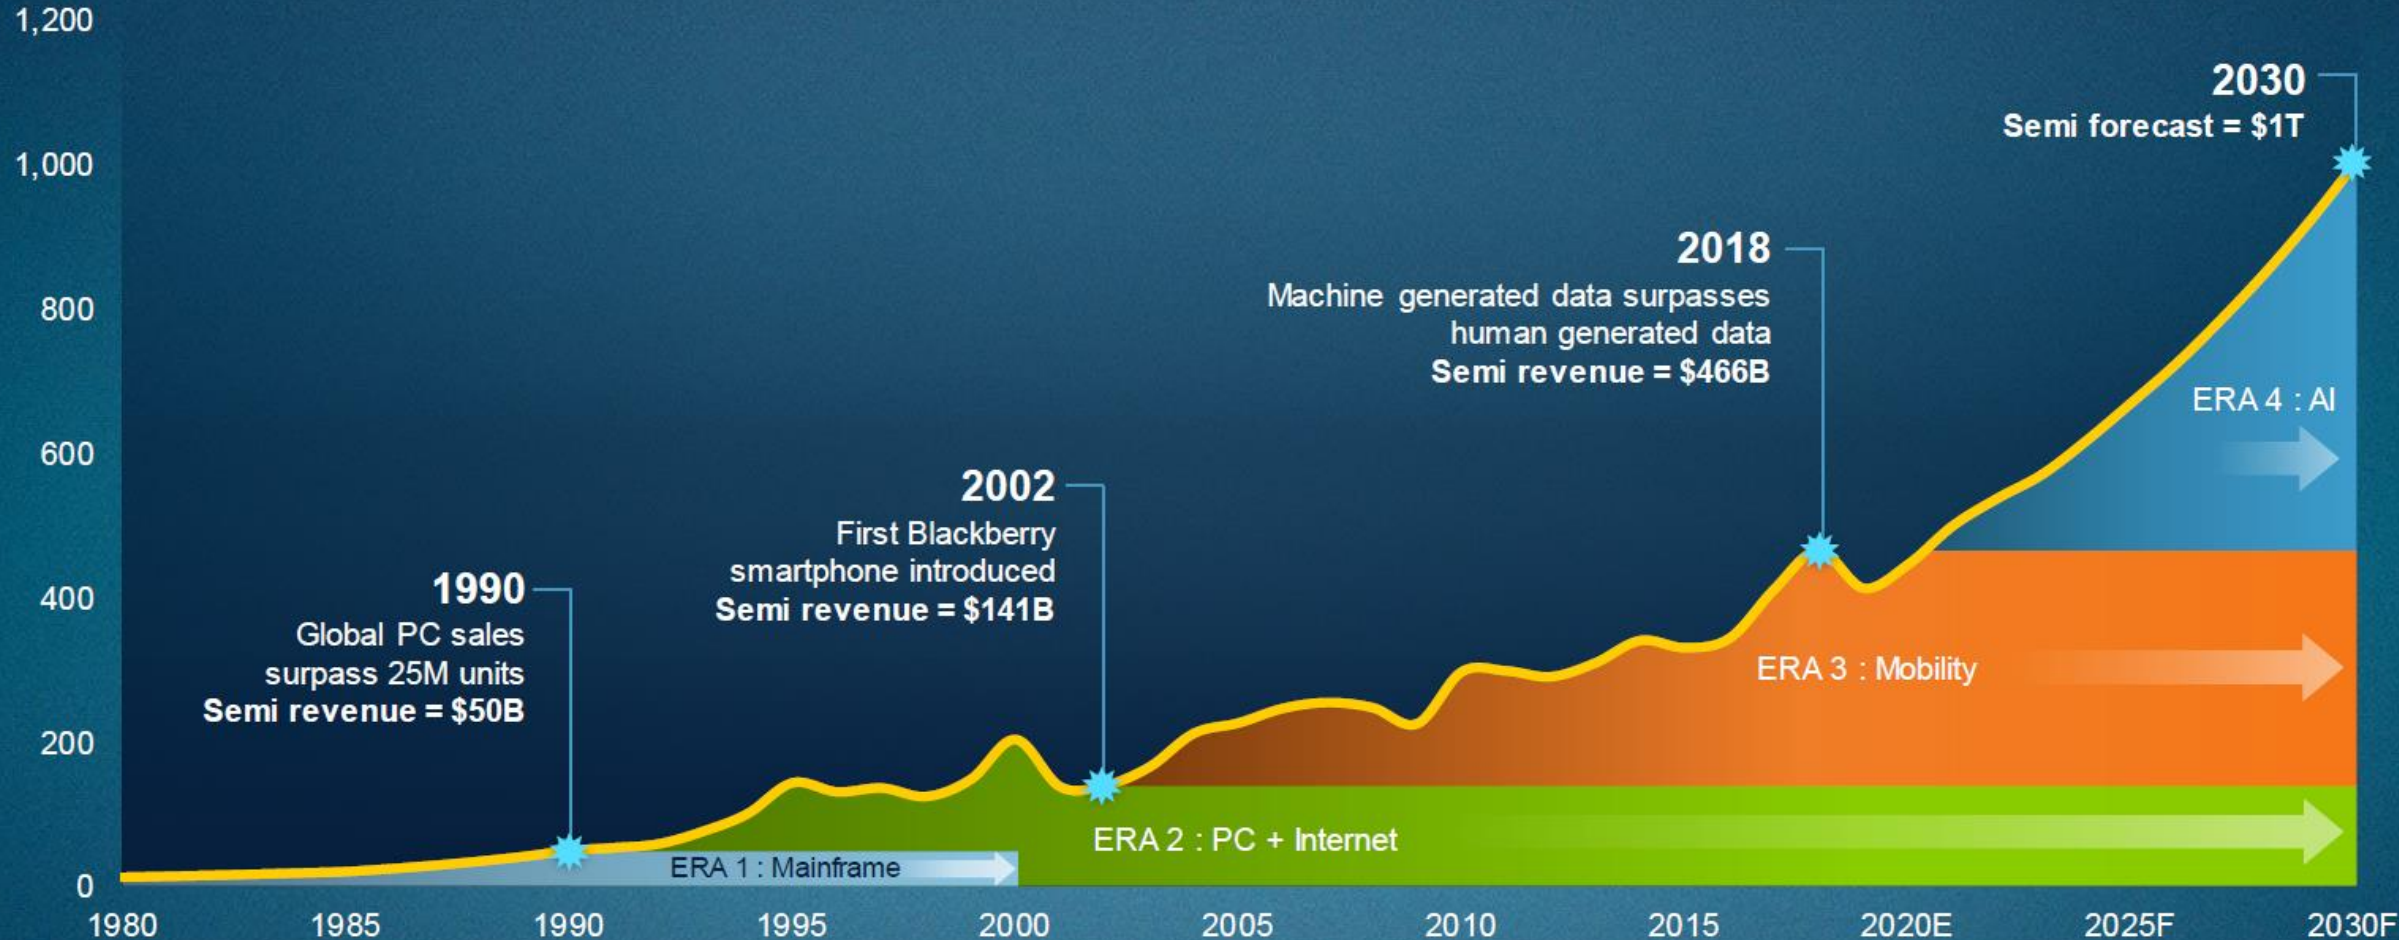 1,200
1,000
800
600
400
200
0
1990
Global PC sales
surpass 25M units
Semi revenue = $50B
2002
First Blackberry
smartphone introduced
Semi revenue = $141B
2018
Machine generated data surpasses
human generated data
Semi revenue = $466B
2030
Semi forecast = $1T
ERA 4 : AI
ERA 3 : Mobility
ERA 2 : PC + Internet
ERA 1 : Mainframe
1980 1985 1990 1995 2000 2005 2010 2015 2020E 2025F 2030F